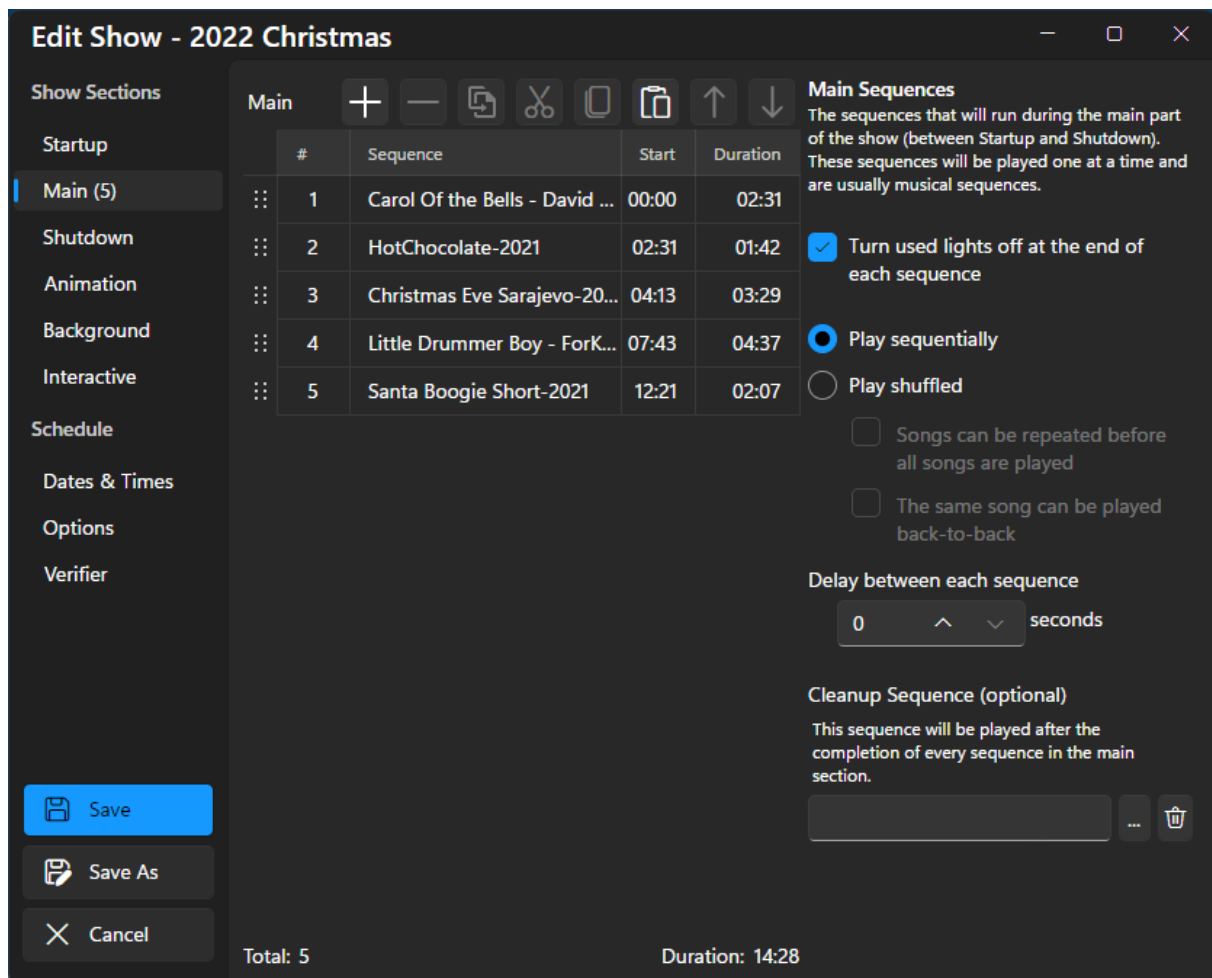 Edit Show - 2022 Christmas
Show Sections
Startup
Main (5)
Shutdown
Animation
Background
Interactive
Schedule
Dates & Times
Options
Verifier
Save
Save As
Cancel
Main
# Sequence Start Duration
1 Carol Of the Bells - David ... 00:00 02:31
2 HotChocolate-2021 02:31 01:42
3 Christmas Eve Sarajevo-20... 04:13 03:29
4 Little Drummer Boy - ForK... 07:43 04:37
5 Santa Boogie Short-2021 12:21 02:07
Total: 5 Duration: 14:28
Main Sequences
The sequences that will run during the main part
of the show (between Startup and Shutdown).
These sequences will be played one at a time and
are usually musical sequences.
Turn used lights off at the end of
each sequence
Play sequentially
Play shuffled
Songs can be repeated before
all songs are played
The same song can be played
back-to-back
Delay between each sequence
0 seconds
Cleanup Sequence (optional)
This sequence will be played after the
completion of every sequence in the main
section.
...